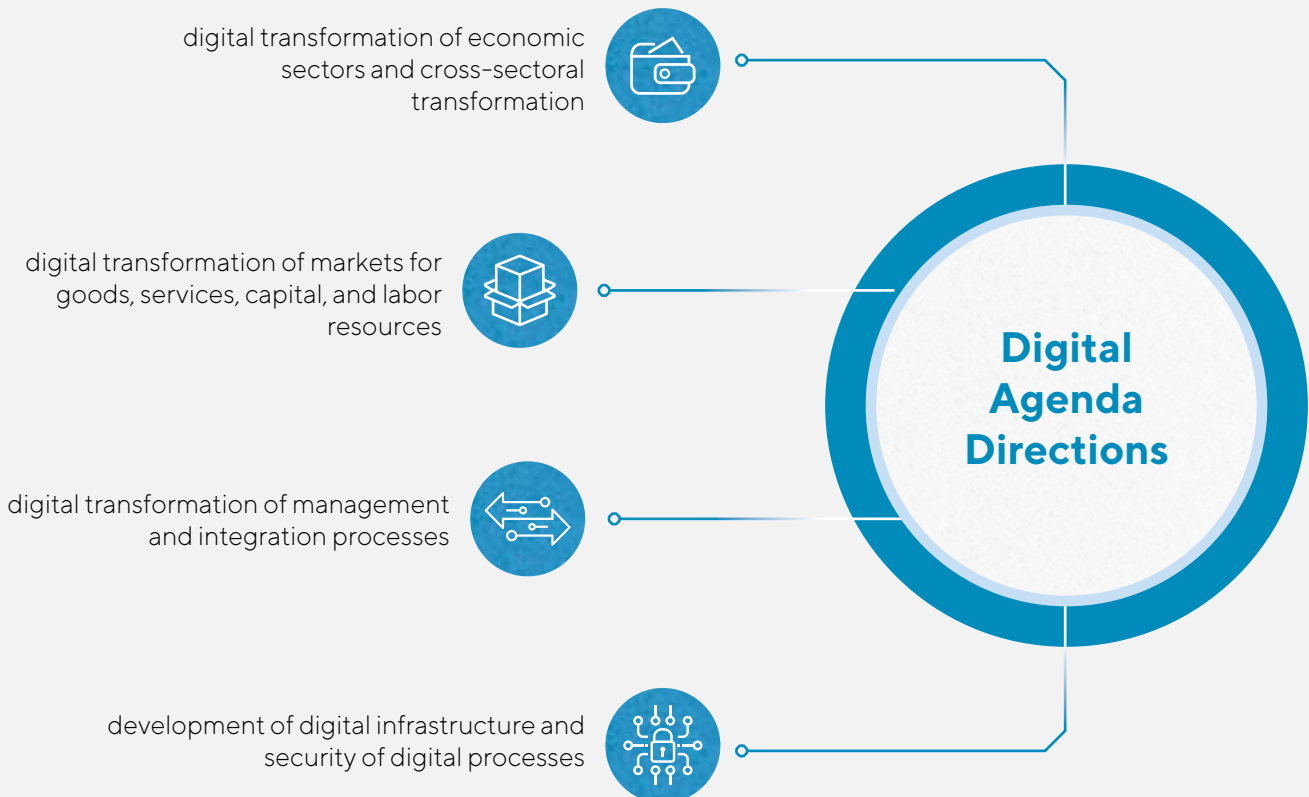 digital transformation of economic
sectors and cross-sectoral
transformation
digital transformation of markets for
goods, services, capital, and labor
resources
digital transformation of management
and integration processes
development of digital infrastructure and
security of digital processes
Digital
Agenda
Directions